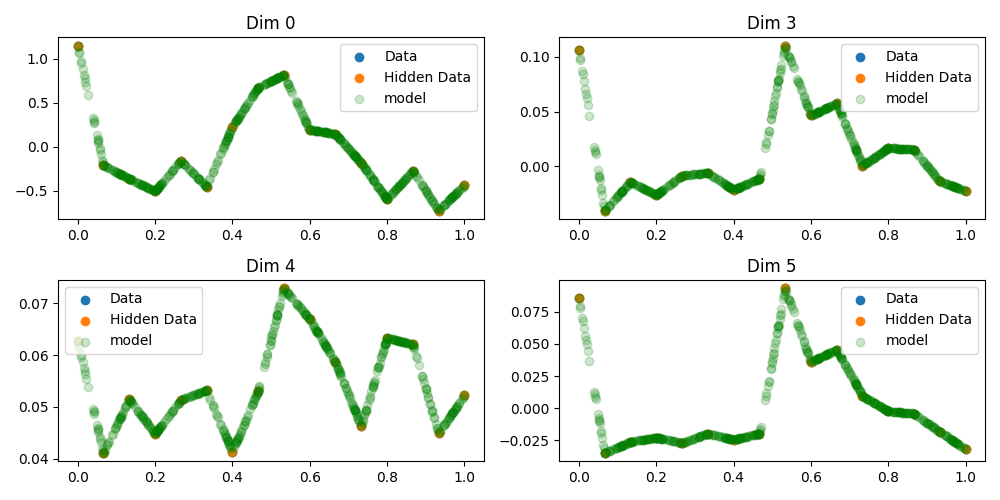 Dim 0
1.0
0.5
0.0
−0.5
Data
Hidden Data
model
0.0 0.2 0.4 0.6 0.8 1.0
Dim 3
0.10
0.05
0.00
Data
Hidden Data
model
0.0 0.2 0.4 0.6 0.8 1.0
Dim 4
0.07
0.06
0.05
0.04
Data
Hidden Data
model
0.0 0.2 0.4 0.6 0.8 1.0
Dim 5
0.075
0.050
0.025
0.000
−0.025
Data
Hidden Data
model
0.0 0.2 0.4 0.6 0.8 1.0